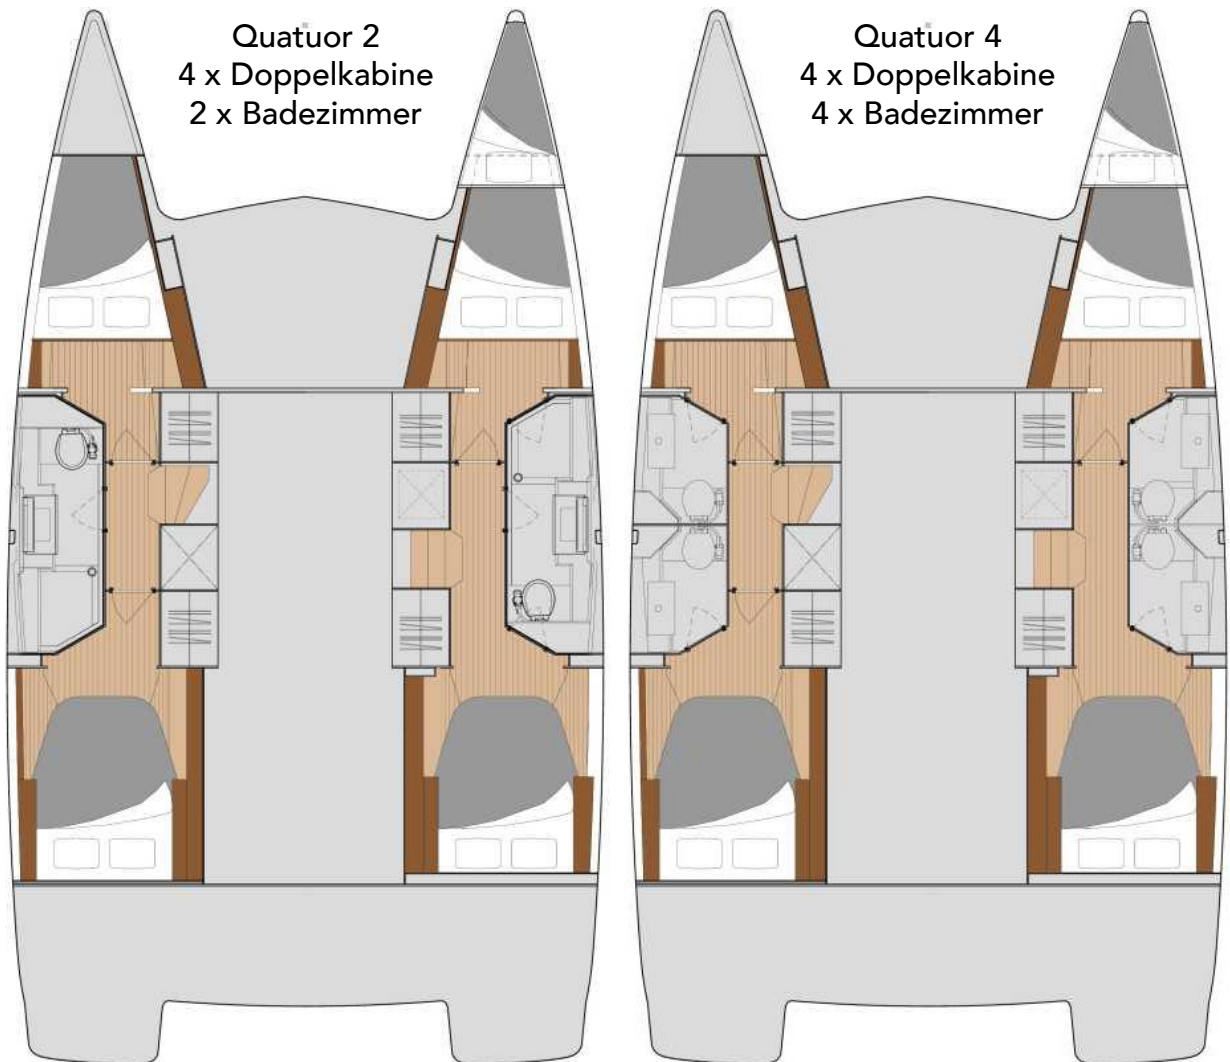 Quatuor 2
4 x Doppelkabine
2 x Badezimmer
Quatuor 4
4 x Doppelkabine
4 x Badezimmer